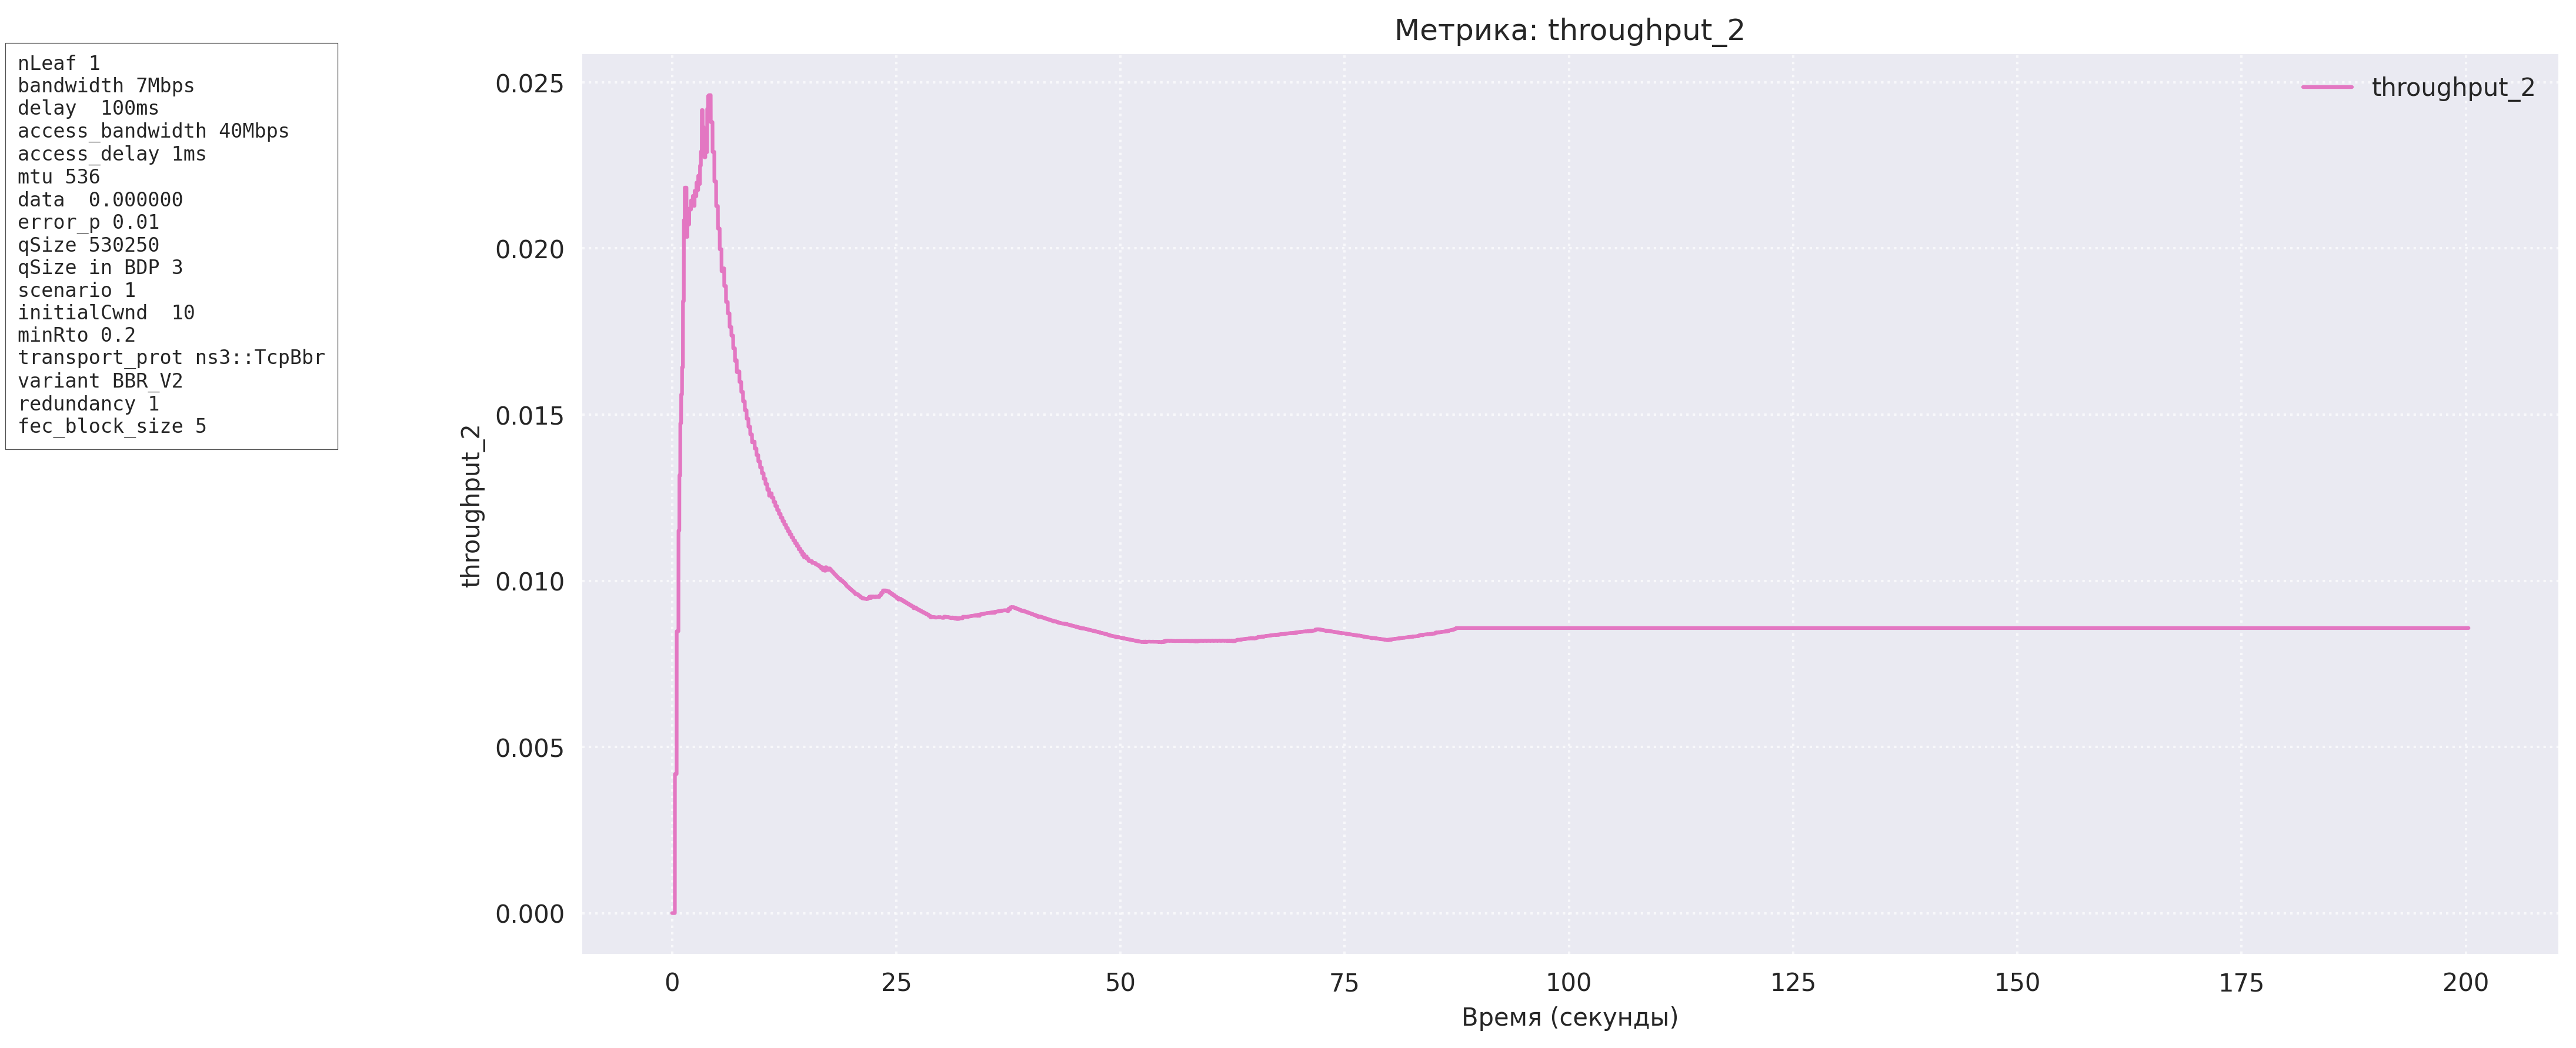 Метрика: throughput_2
nLeaf 1
bandwidth 7Mbps
delay  100ms
access_bandwidth 40Mbps
access_delay 1ms
mtu 536
data  0.000000
error_p 0.01
qSize 530250
qSize in BDP 3
scenario 1
initialCwnd  10
minRto 0.2
transport_prot ns3::TcpBbr
variant BBR_V2
redundancy 1
fec_block_size 5
throughput_2
0.025
0.020
0.015
0.010
0.005
0.000
throughput_2
0 25 50 75 100 125 150 175 200
Время (секунды)